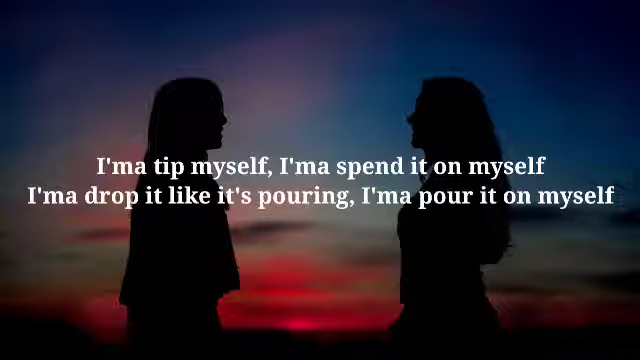 I'ma tip myself, I'ma spend it on myself
I'ma drop it like it's pouring, I'ma pour it on myself